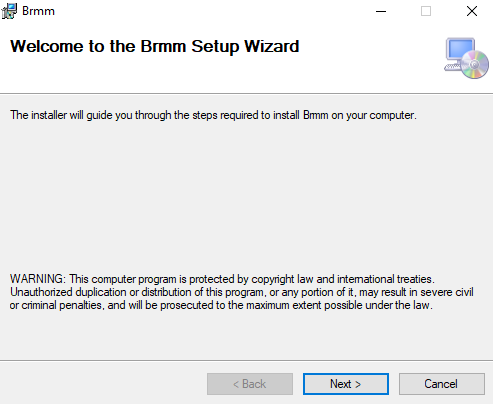 Brmm
Welcome to the Brmm Setup Wizard
The installer will guide you through the steps required to install Brmm on your computer.
WARNING: This computer program is protected by copyright law and international treaties.
Unauthorized duplication or distribution of this program, or any portion of it, may result in severe civil
or criminal penalties, and will be prosecuted to the maximum extent possible under the law.
< Back
Next >
Cancel